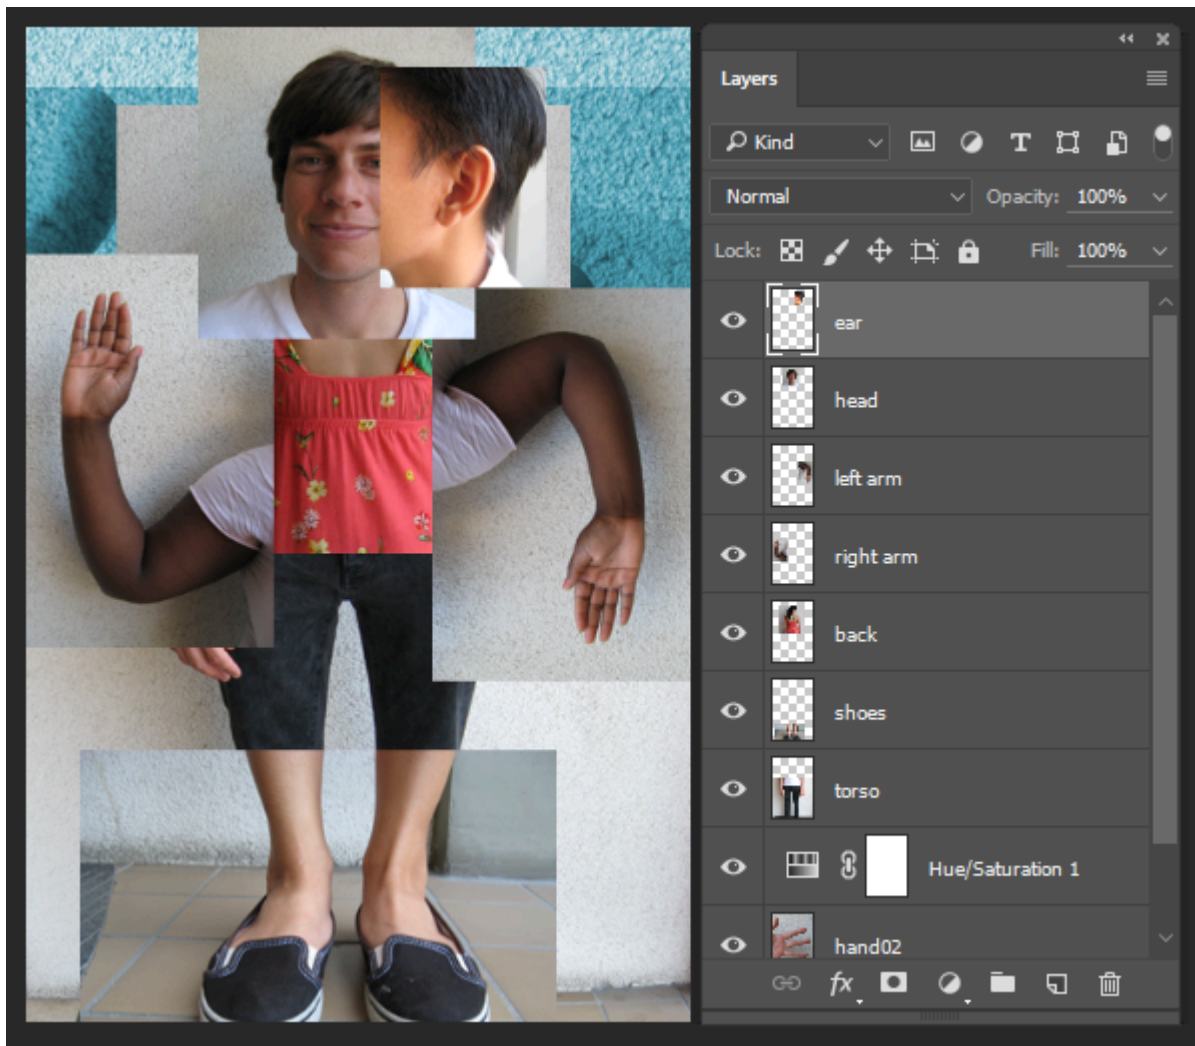 Layers
Kind
Normal
Opacity: 100%
Lock:
Fill: 100%
ear
head
left arm
right arm
back
shoes
torso
Hue/Saturation 1
hand02
fx